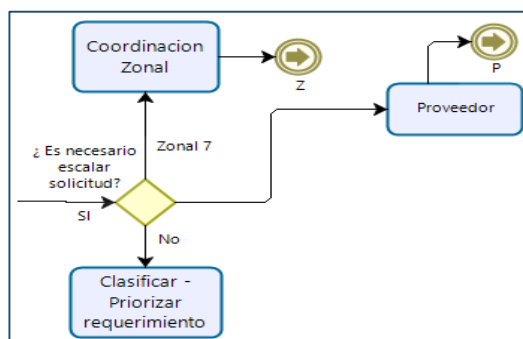 Coordinacion
Zonal
Z
P
Proveedor
¿ Es necesario
escalar
solicitud?
Zonal 7
SI
No
Clasificar -
Priorizar
requerimiento